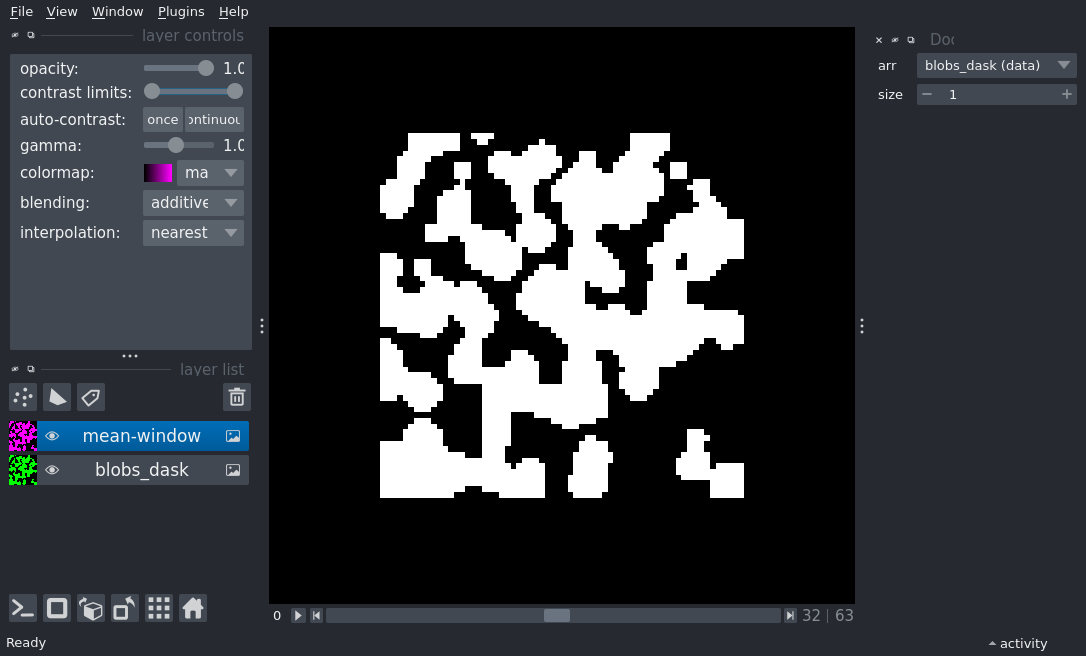 File View Window Plugins Help
layer controls
opacity: 1.0
contrast limits:
auto-contrast: once
gamma: 1.0
colormap: ma
blending: additive
interpolation: nearest
layer list
mean-window
blobs_dask
0 32 | 63
Ready
arr blobs_dask (data)
size 1
activity